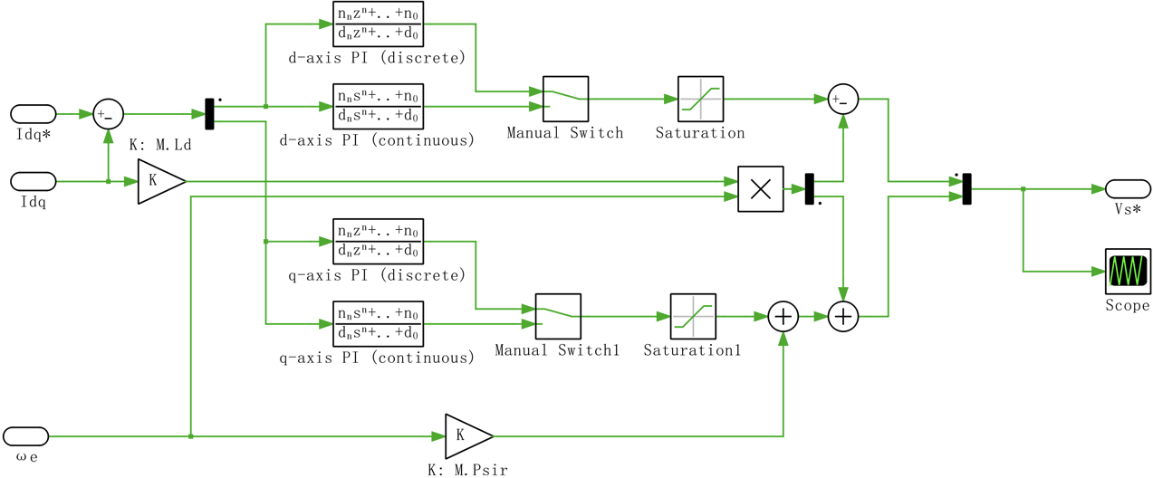 nₙzⁿ+..+n₀
dₙzⁿ+..+d₀
d-axis PI (discrete)
nₙsⁿ+..+n₀
dₙsⁿ+..+d₀
d-axis PI (continuous)
Manual Switch
Saturation
+
−
+
−
Idq*
K: M.Ld
K
Idq
×
Vs*
nₙzⁿ+..+n₀
dₙzⁿ+..+d₀
q-axis PI (discrete)
nₙsⁿ+..+n₀
dₙsⁿ+..+d₀
q-axis PI (continuous)
Manual Switch1
Saturation1
+
+
Scope
ωe
K
K: M.Psir